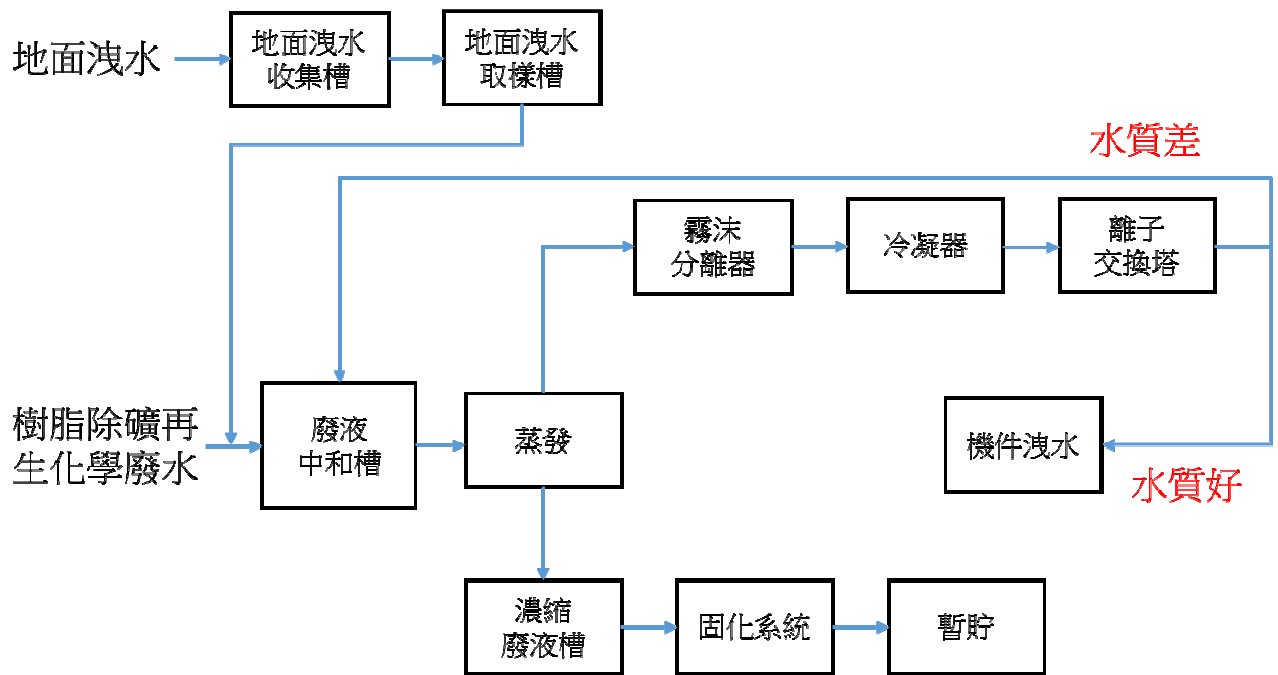 地面洩水
地面洩水
收集槽
地面洩水
取樣槽
水質差
霧沫
分離器
冷凝器
離子
交換塔
樹脂除礦再
生化學廢水
廢液
中和槽
蒸發
機件洩水
水質好
濃縮
廢液槽
固化系統
暫貯